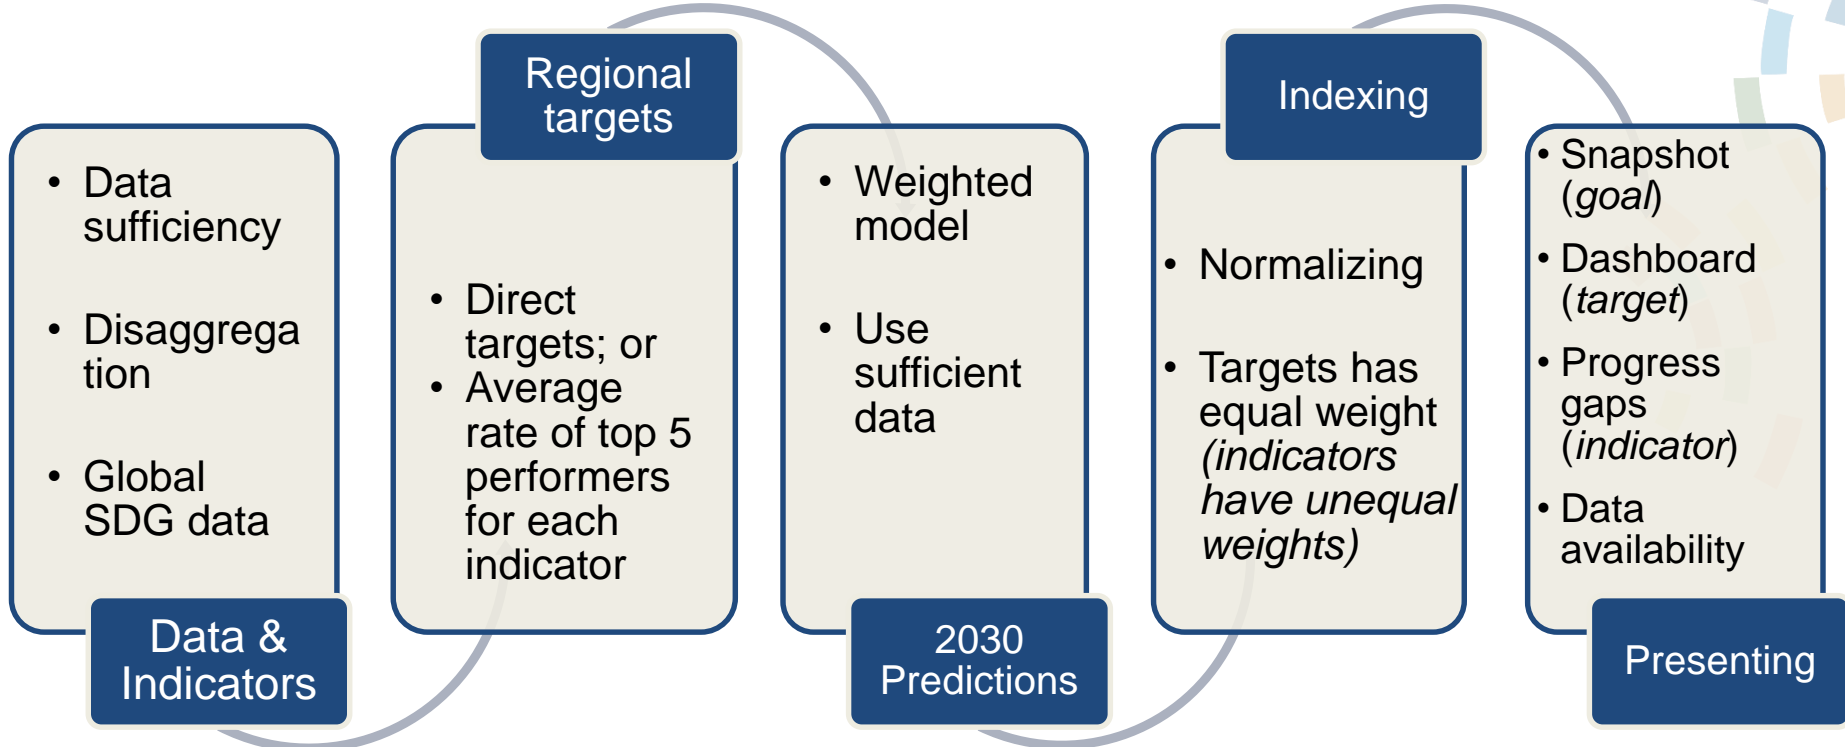 • Data
sufficiency
• Disaggrega
tion
• Global
SDG data
Data &
Indicators
Regional
targets
• Direct
targets; or
• Average
rate of top 5
performers
for each
indicator
• Weighted
model
• Use
sufficient
data
2030
Predictions
Indexing
• Normalizing
• Targets has
equal weight
(indicators
have unequal
weights)
• Snapshot
(goal)
• Dashboard
(target)
• Progress
gaps
(indicator)
• Data
availability
Presenting